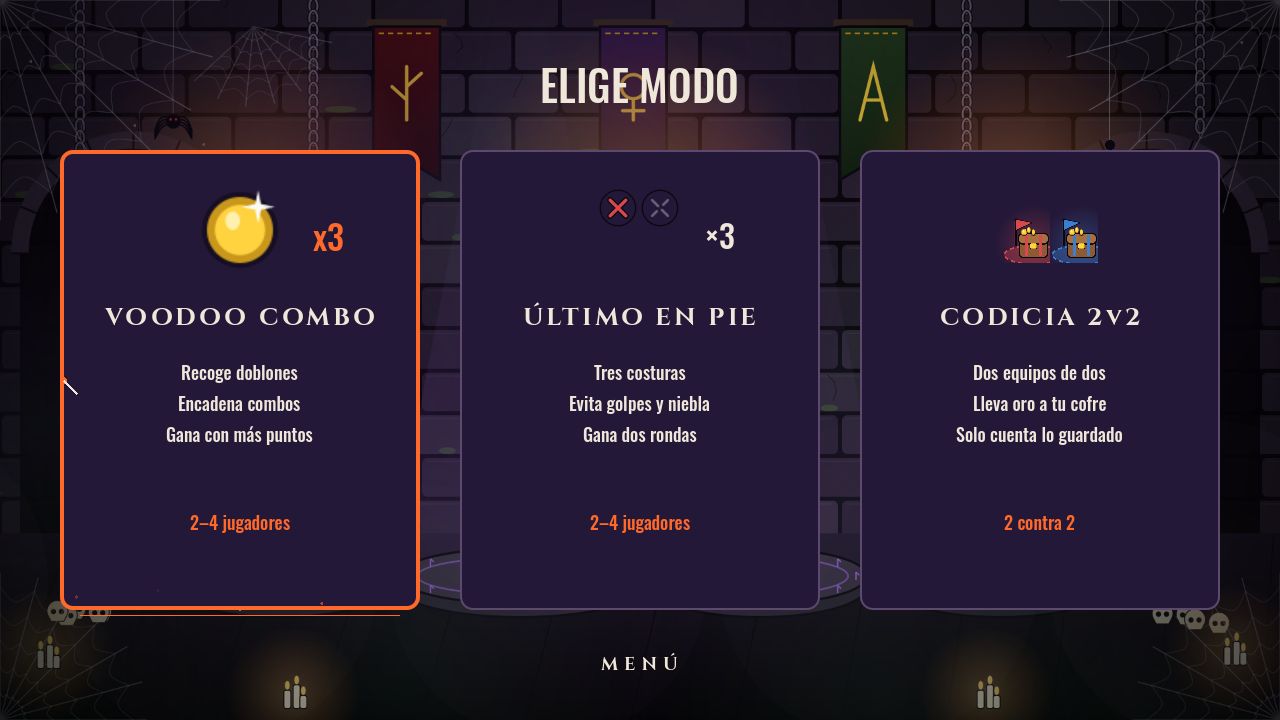 ELIGE MODO
x3
VOODOO COMBO
Recoge doblones
Encadena combos
Gana con más puntos
2–4 jugadores
×3
ÚLTIMO EN PIE
Tres costuras
Evita golpes y niebla
Gana dos rondas
2–4 jugadores
CODICIA 2v2
Dos equipos de dos
Lleva oro a tu cofre
Solo cuenta lo guardado
2 contra 2
MENÚ